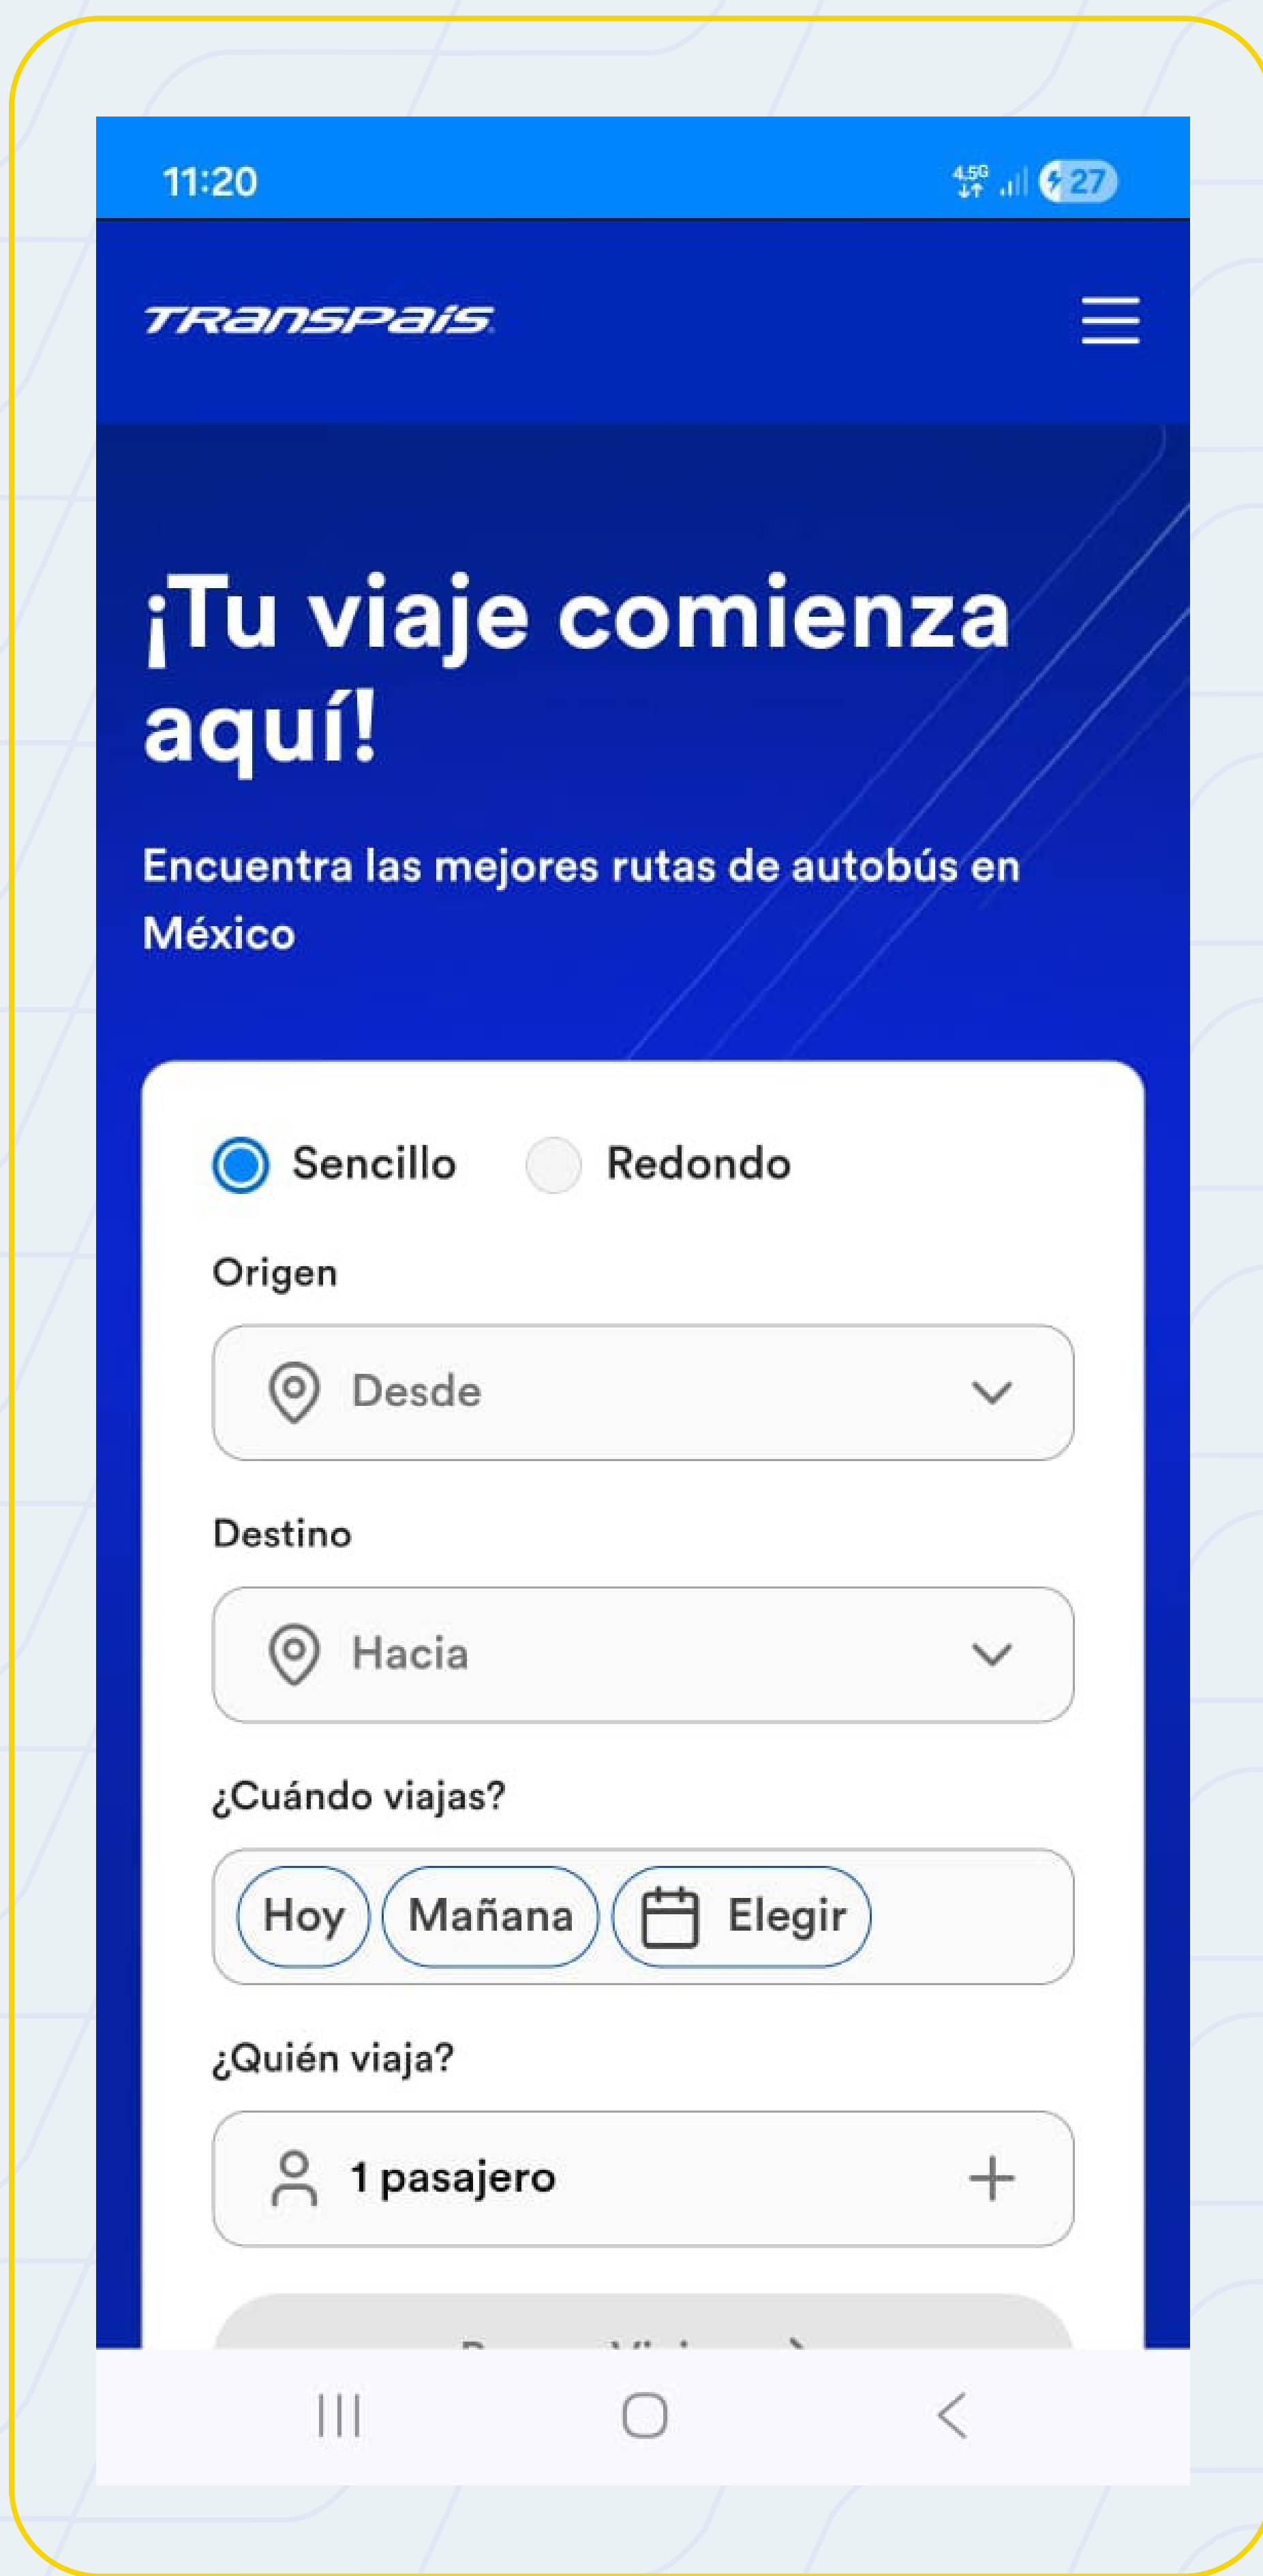 11:20
4.5G
27
TRANSPaís
¡Tu viaje comienza
aquí!
Encuentra las mejores rutas de autobús en
México
Sencillo Redondo
Origen
Desde
Destino
Hacia
¿Cuándo viajas?
Hoy Mañana Elegir
¿Quién viaja?
1 pasajero